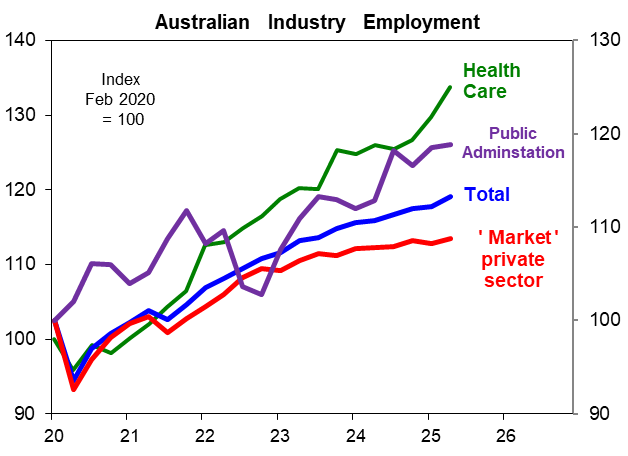 Australian Industry Employment
140
130
120
110
100
90
Index
Feb 2020
= 100
Health
Care
Public
Adminstation
Total
' Market '
private
sector
130
120
110
100
90
20 21 22 23 24 25 26